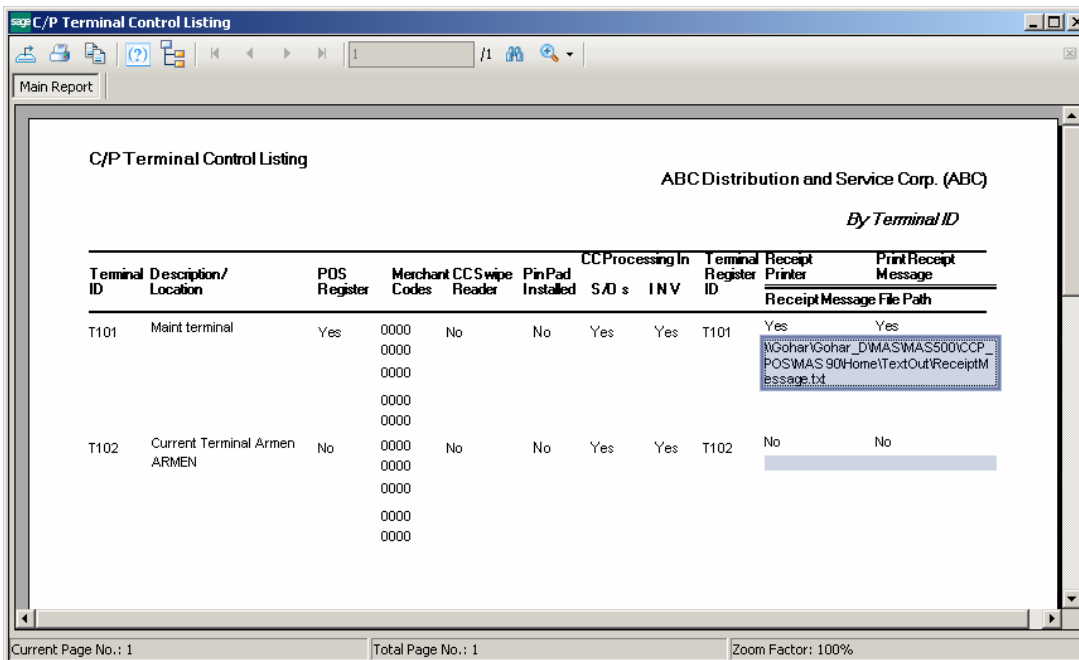 sage C/P Terminal Control Listing
1 /1
Main Report
C/P Terminal Control Listing
ABC Distribution and Service Corp. (ABC)
By Terminal ID
CC Processing In Terminal Receipt Print Receipt
Terminal Description/ POS Merchant CC Swipe Pin Pad Register Printer Message
ID Location Register Codes Reader Installed S/O s I N V ID
Receipt Message File Path
T101 Maint terminal Yes 0000 No No Yes Yes T101 Yes Yes
0000 \\Gohar\Gohar_D\MAS\MAS500\CCP_
0000 POS\MAS 90\Home\TextOut\ReceiptM
essage.txt
0000
0000
T102 Current Terminal Armen No 0000 No No Yes Yes T102 No No
ARMEN 0000
0000
0000
0000
Current Page No.: 1 Total Page No.: 1 Zoom Factor: 100%